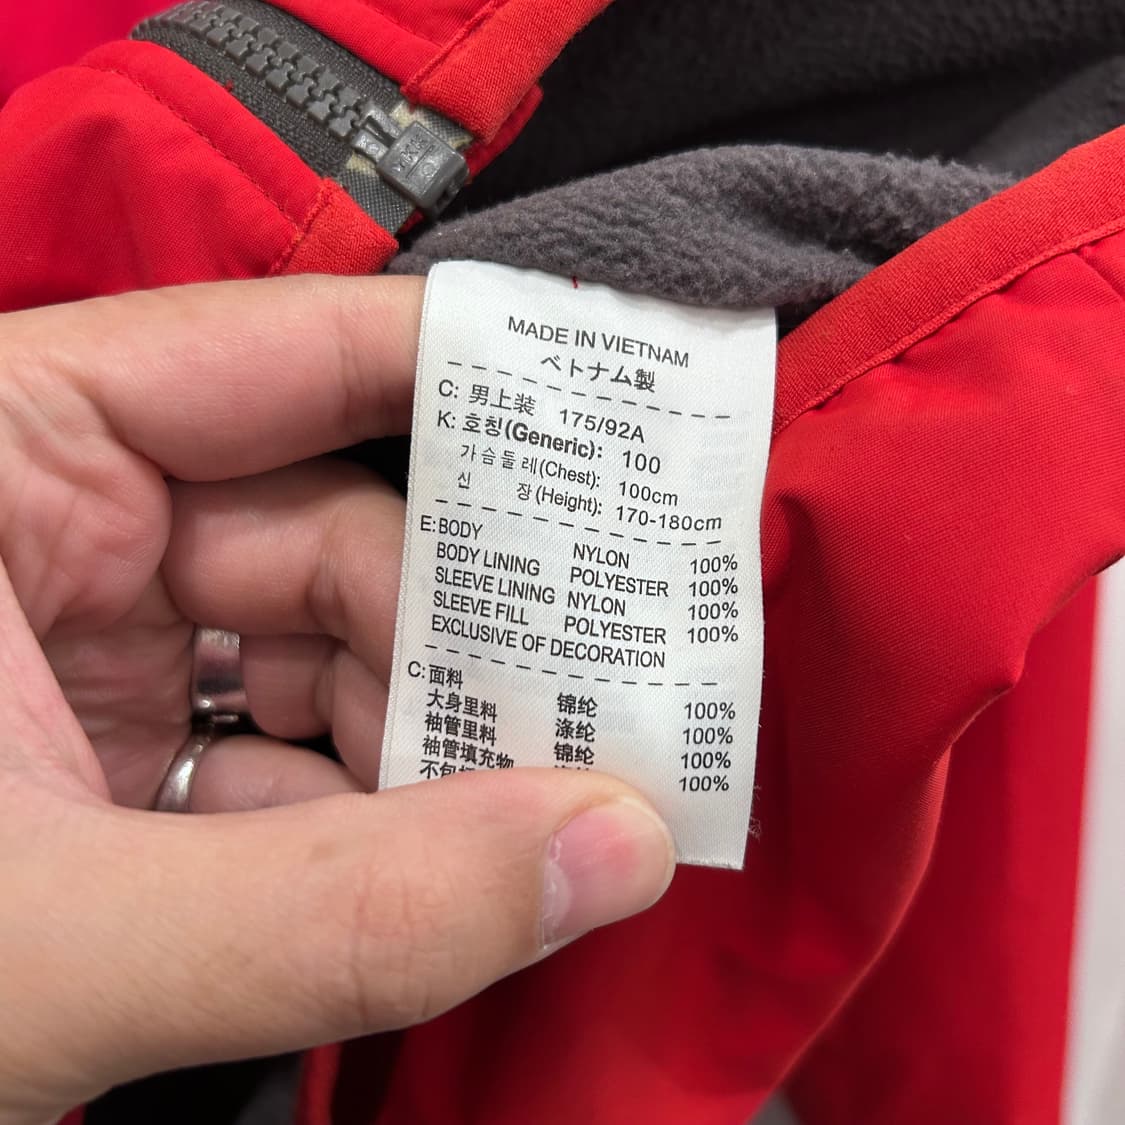 YKK
MADE IN VIETNAM
ベトナム製
C: 男上装 175/92A
K: 호칭(Generic): 100
가슴둘레(Chest): 100cm
신 장(Height): 170-180cm
E: BODY NYLON 100%
BODY LINING POLYESTER 100%
SLEEVE LINING NYLON 100%
SLEEVE FILL POLYESTER 100%
EXCLUSIVE OF DECORATION
C: 面料 锦纶 100%
大身里料 涤纶 100%
袖管里料 锦纶 100%
袖管填充物 100%
不包